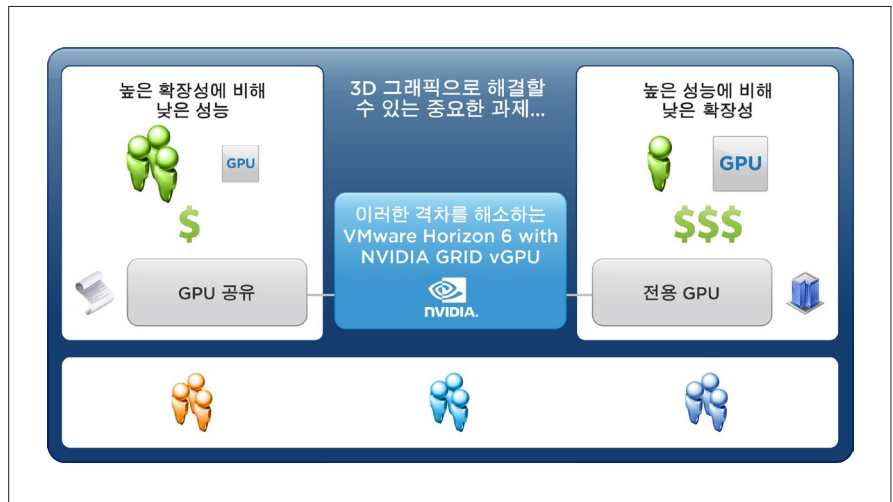 높은 확장성에 비해
낮은 성능
GPU
$
GPU 공유
3D 그래픽으로 해결할
수 있는 중요한 과제...
이러한 격차를 해소하는
VMware Horizon 6 with
NVIDIA GRID vGPU
NVIDIA.
높은 성능에 비해
낮은 확장성
GPU
$$$
전용 GPU